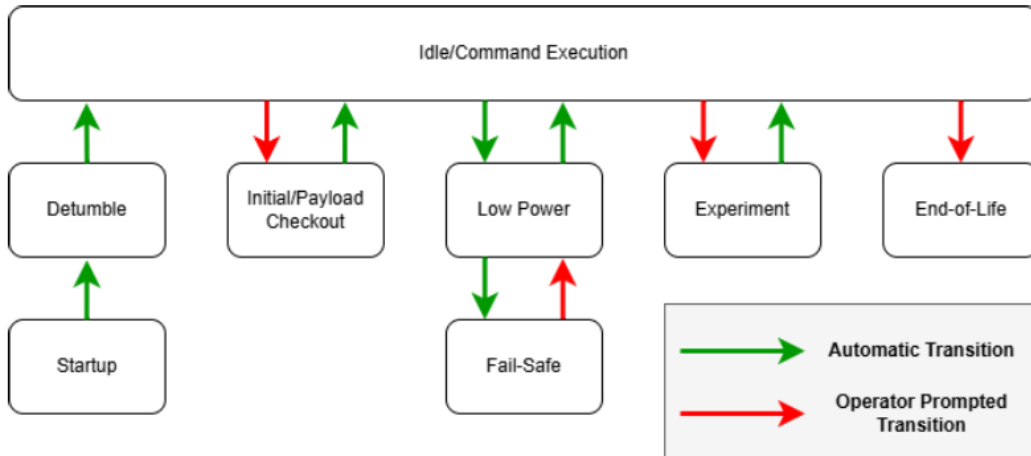 Idle/Command Execution
Detumble
Initial/Payload
Checkout
Low Power
Experiment
End-of-Life
Startup
Fail-Safe
Automatic Transition
Operator Prompted
Transition